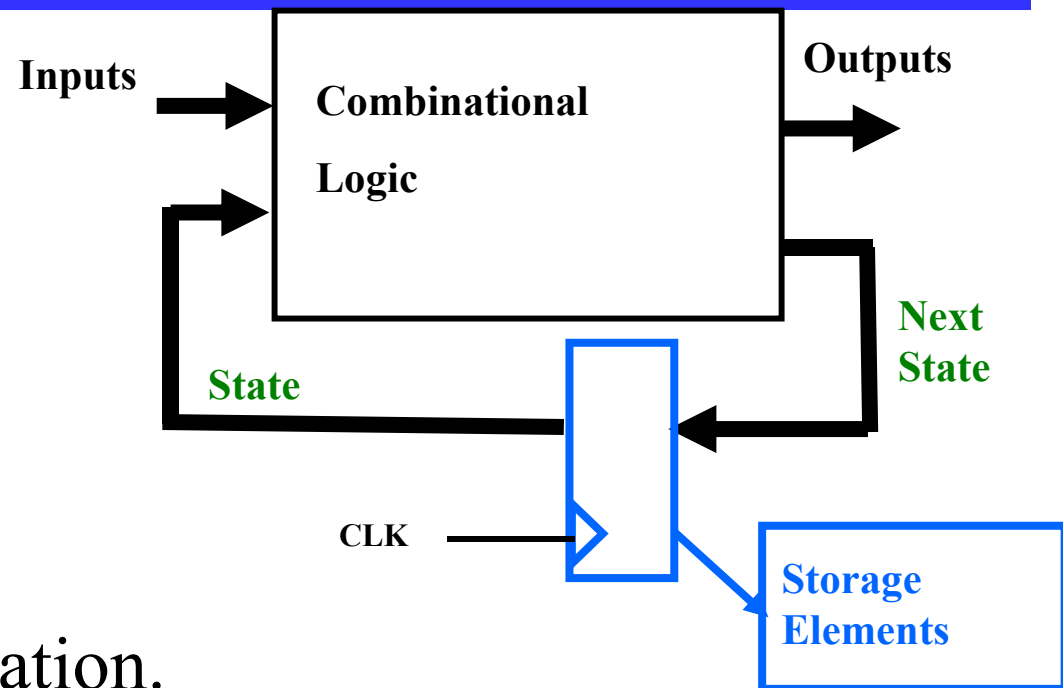 Inputs
Outputs
Combinational
Logic
Next
State
State
CLK
Storage
Elements
ation.